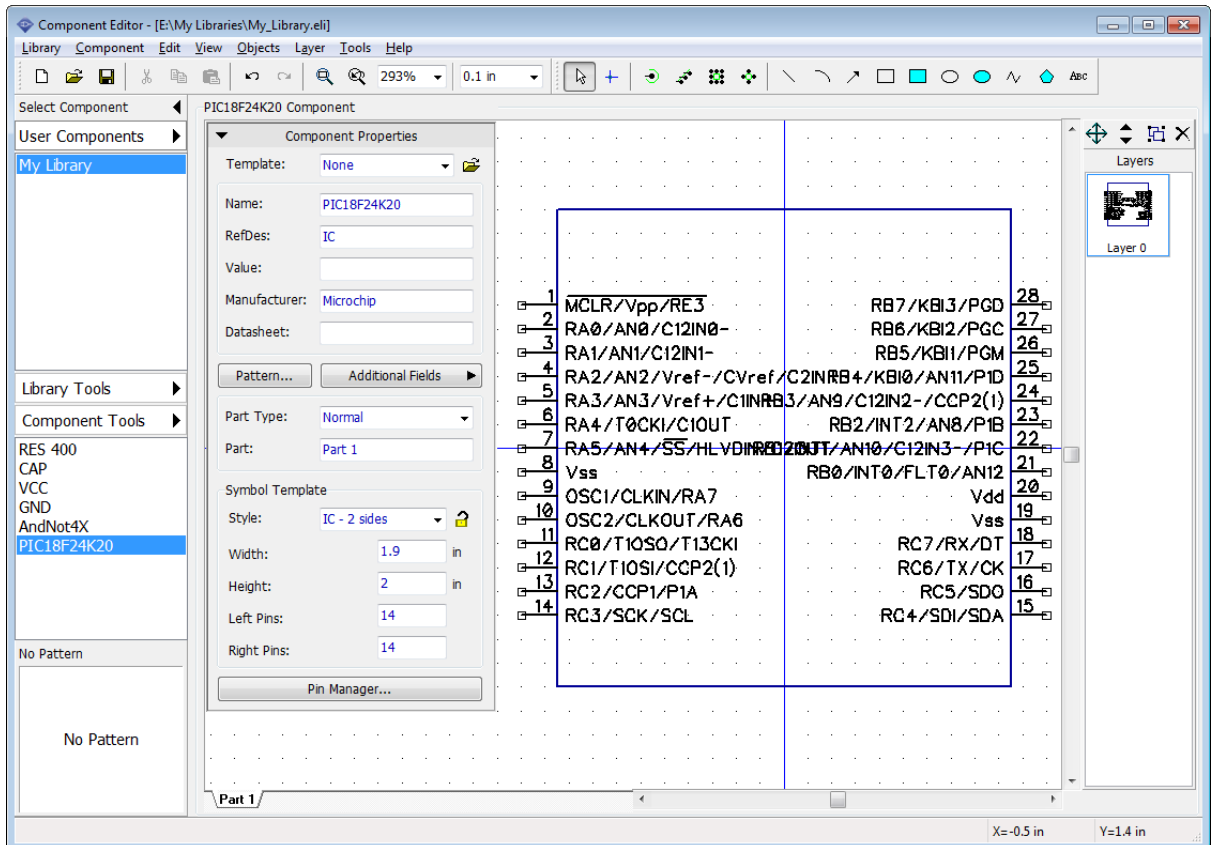 Component Editor - [E:\My Libraries\My_Library.eli]
Library Component Edit View Objects Layer Tools Help
293% 0.1 in ABC
Select Component
User Components
My Library
Library Tools
Component Tools
RES 400
CAP
VCC
GND
AndNot4X
PIC18F24K20
No Pattern
No Pattern
PIC18F24K20 Component
Component Properties
Template: None
Name: PIC18F24K20
RefDes: IC
Value:
Manufacturer: Microchip
Datasheet:
Pattern... Additional Fields
Part Type: Normal
Part: Part 1
Symbol Template
Style: IC - 2 sides
Width: 1.9 in
Height: 2 in
Left Pins: 14
Right Pins: 14
Pin Manager...
1 MCLR/Vpp/RE3 RB7/KBI3/PGD 28
2 RA0/AN0/C12IN0- RB6/KBI2/PGC 27
3 RA1/AN1/C12IN1- RB5/KBI1/PGM 26
4 RA2/AN2/Vref-/CVref/C2IN RB4/KBI0/AN11/P1D 25
5 RA3/AN3/Vref+/C1IN RB3/AN9/C12IN2-/CCP2(1) 24
6 RA4/T0CKI/C1OUT RB2/INT2/AN8/P1B 23
7 RA5/AN4/SS/HLVDIN /AN10/C12IN3-/P1C 22
8 Vss RB0/INT0/FLT0/AN12 21
9 OSC1/CLKIN/RA7 Vdd 20
10 OSC2/CLKOUT/RA6 Vss 19
11 RC0/T1OSO/T13CKI RC7/RX/DT 18
12 RC1/T1OSI/CCP2(1) RC6/TX/CK 17
13 RC2/CCP1/P1A RC5/SDO 16
14 RC3/SCK/SCL RC4/SDI/SDA 15
Part 1
Layers
Layer 0
X=-0.5 in Y=1.4 in